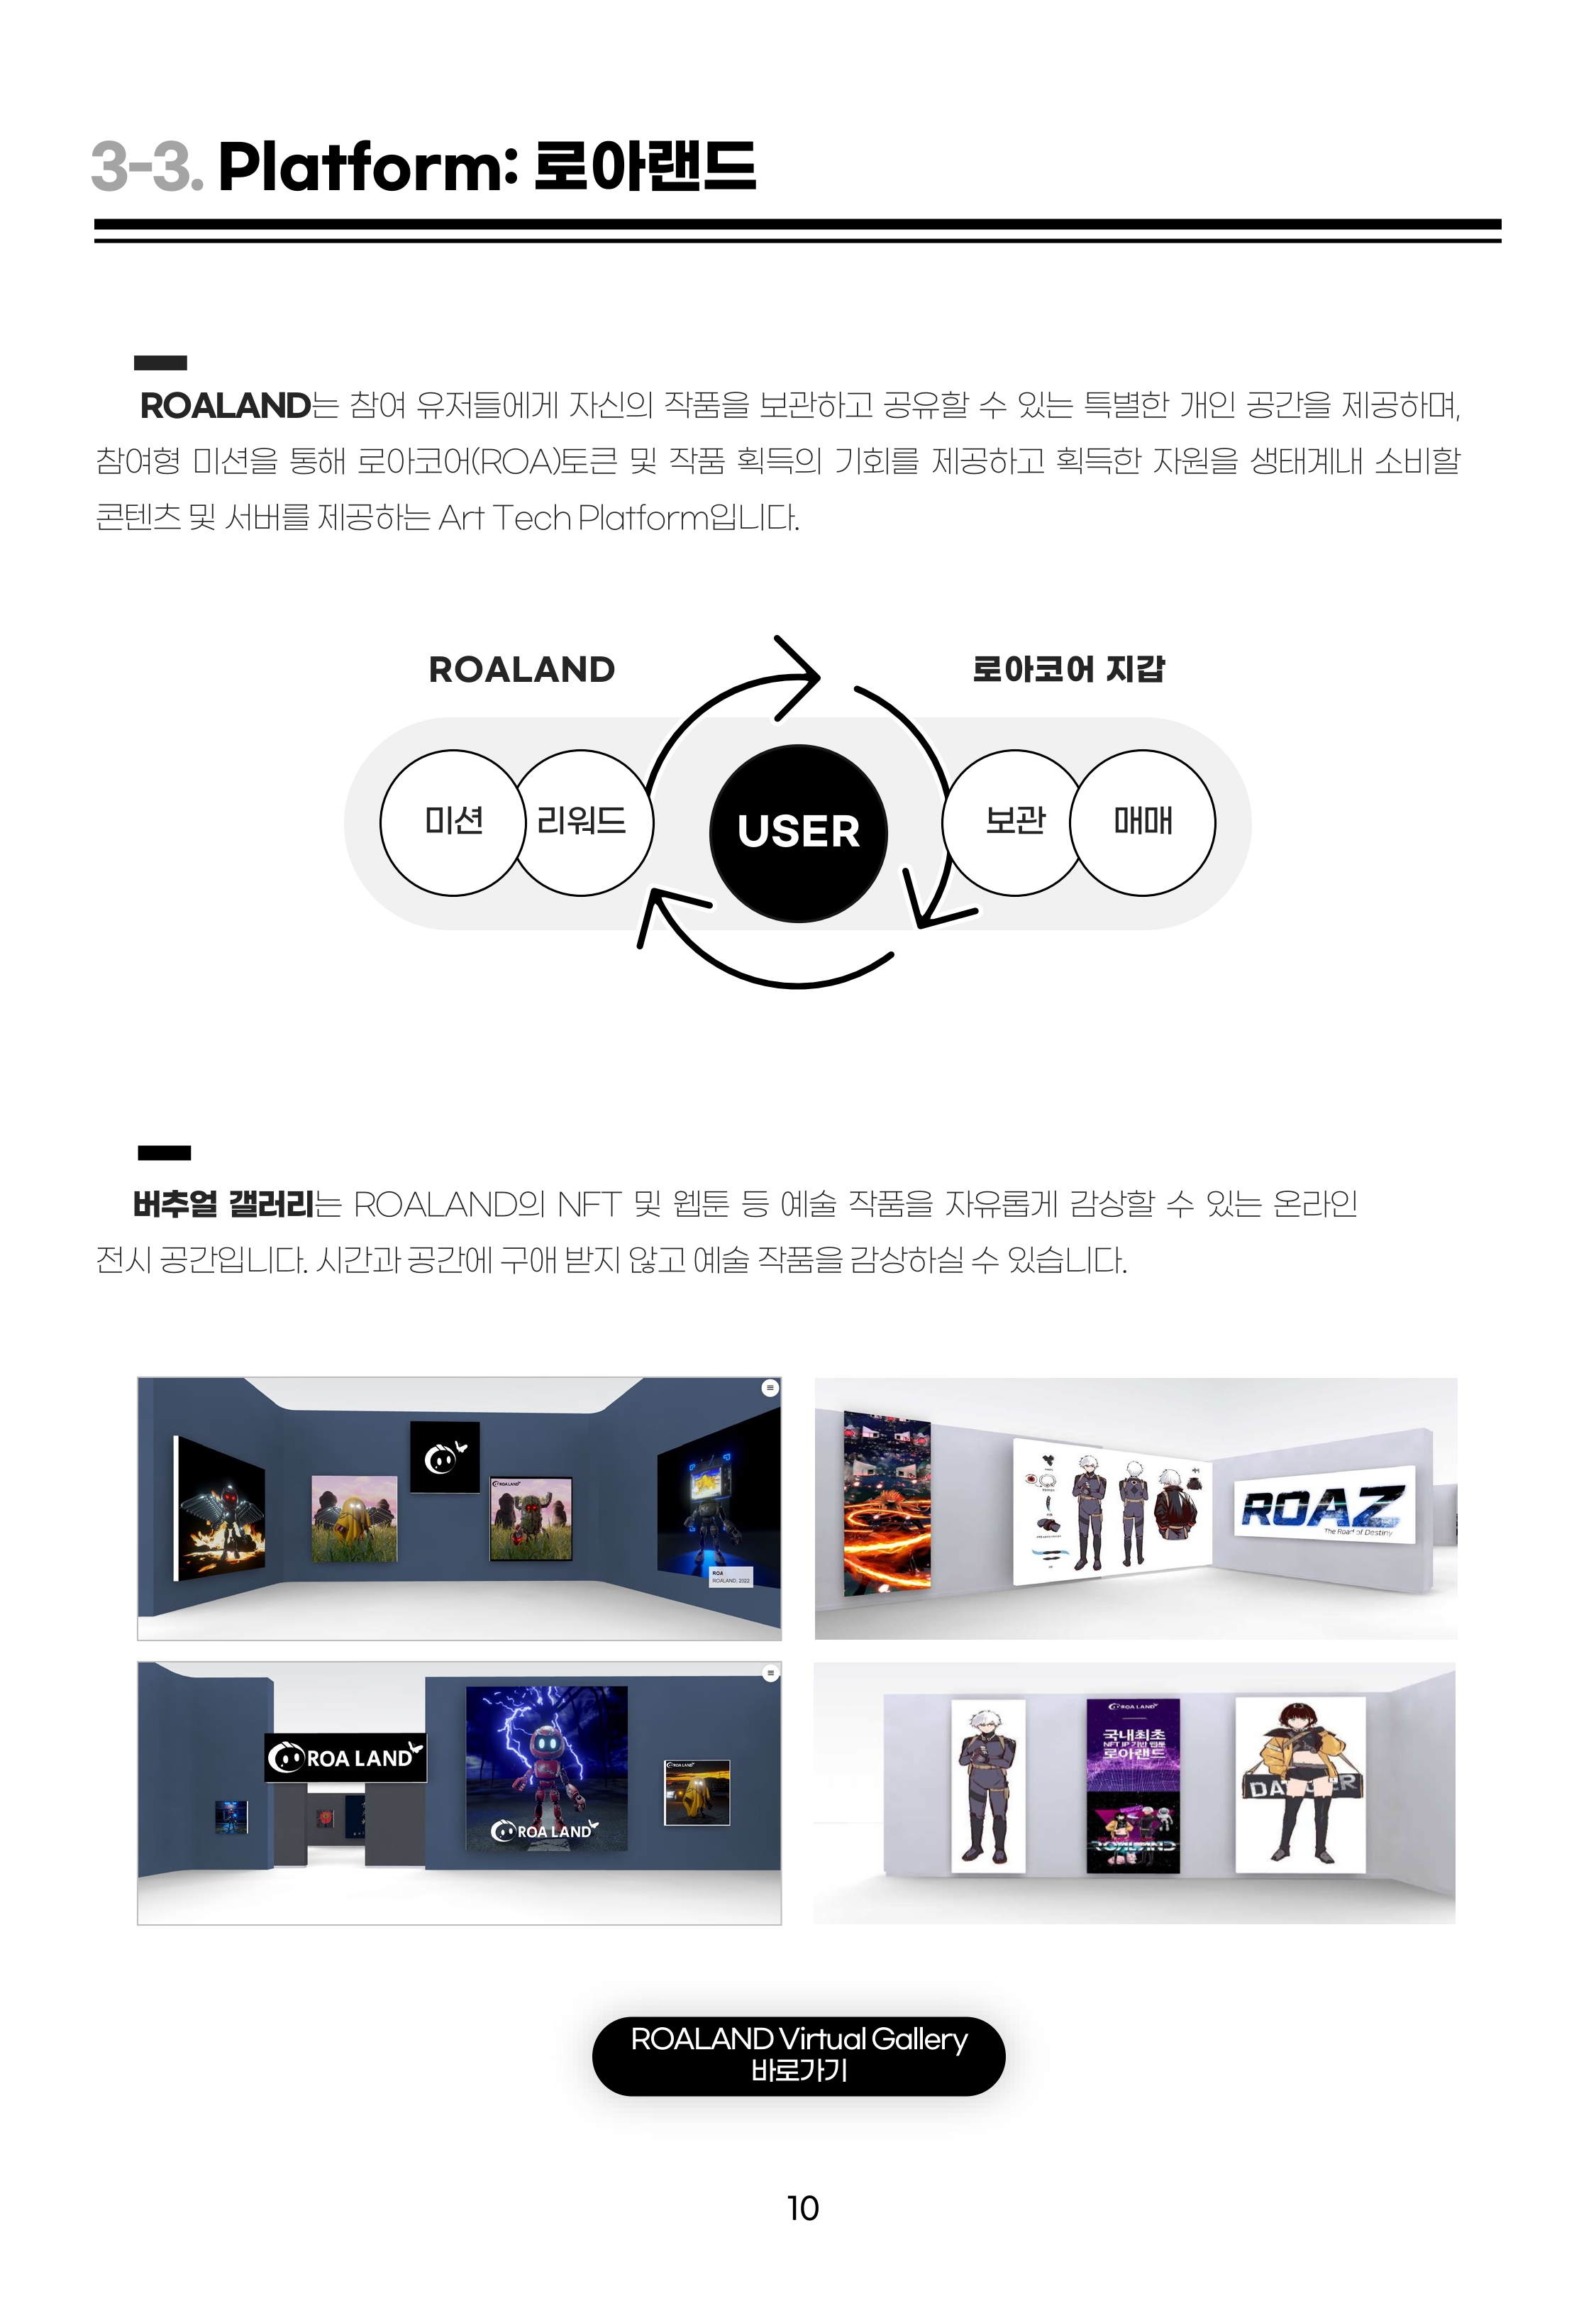 3-3. Platform: 로아랜드
ROALAND는 참여 유저들에게 자신의 작품을 보관하고 공유할 수 있는 특별한 개인 공간을 제공하며,
참여형 미션을 통해 로아코어(ROA)토큰 및 작품 획득의 기회를 제공하고 획득한 자원을 생태계내 소비할
콘텐츠 및 서버를 제공하는 Art Tech Platform입니다.
ROALAND
로아코어 지갑
미션
리워드
USER
보관
매매
버추얼 갤러리는 ROALAND의 NFT 및 웹툰 등 예술 작품을 자유롭게 감상할 수 있는 온라인
전시 공간입니다. 시간과 공간에 구애 받지 않고 예술 작품을 감상하실 수 있습니다.
ROA LAND
ROA
ROALAND, 2022
ROAZ
The Road of Destiny
ROA LAND
ROA LAND
ROA LAND
ROA LAND
국내최초
NFT IP기반 웹툰
로아랜드
ROALAND
ROALAND Virtual Gallery
바로가기
10